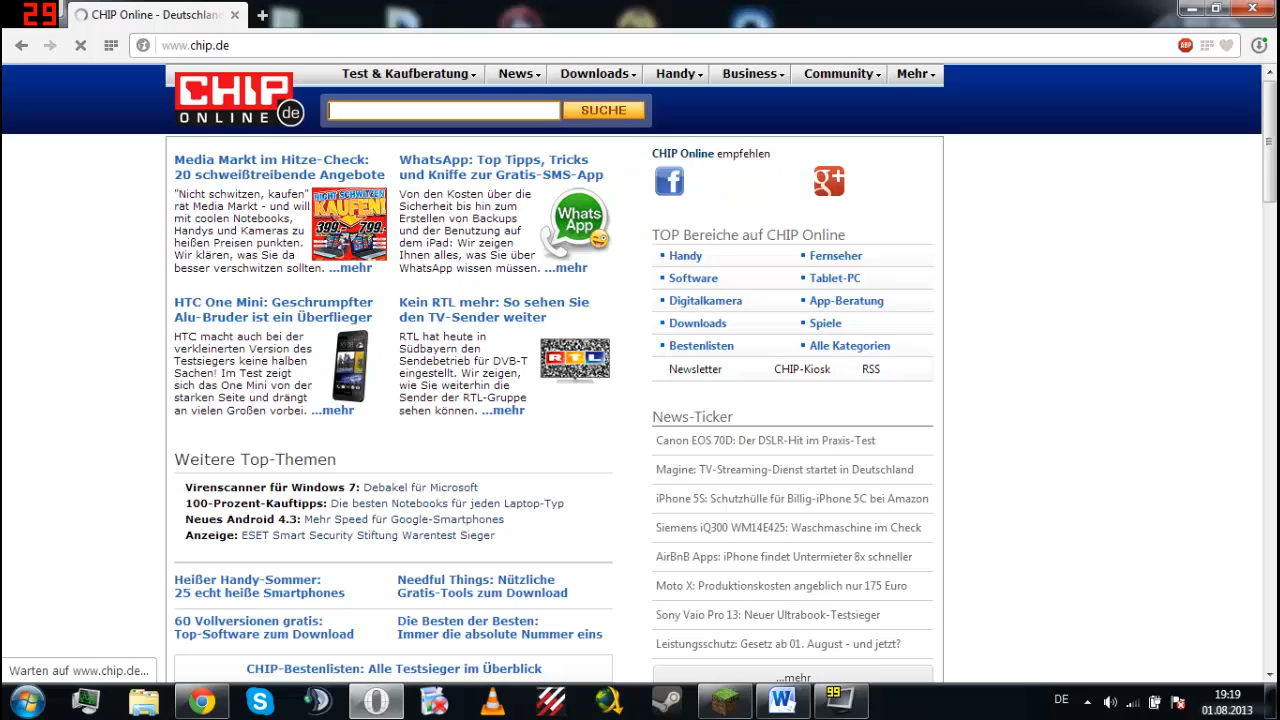 29
CHIP Online - Deutschlan
www.chip.de
ABP
CHIP
ONLINE de
Test & Kaufberatung
News
Downloads
Handy
Business
Community
Mehr
SUCHE
Media Markt im Hitze-Check:
20 schweißtreibende Angebote
"Nicht schwitzen, kaufen"
rät Media Markt - und will
mit coolen Notebooks,
Handys und Kameras zu
heißen Preisen punkten.
Wir klären, was Sie da
besser verschwitzen sollten. ...mehr
NICHT SCHWITZEN
KAUFEN!
399,- 799,-
WhatsApp: Top Tipps, Tricks
und Kniffe zur Gratis-SMS-App
Von den Kosten über die
Sicherheit bis hin zum
Erstellen von Backups
und der Benutzung auf
dem iPad: Wir zeigen
Ihnen alles, was Sie über
WhatsApp wissen müssen. ...mehr
Whats
App
HTC One Mini: Geschrumpfter
Alu-Bruder ist ein Überflieger
HTC macht auch bei der
verkleinerten Version des
Testsiegers keine halben
Sachen! Im Test zeigt
sich das One Mini von der
starken Seite und drängt
an vielen Großen vorbei. ...mehr
Kein RTL mehr: So sehen Sie
den TV-Sender weiter
RTL hat heute in
Südbayern den
Sendebetrieb für DVB-T
eingestellt. Wir zeigen,
wie Sie weiterhin die
Sender der RTL-Gruppe
sehen können. ...mehr
RTL
Weitere Top-Themen
Virenscanner für Windows 7: Debakel für Microsoft
100-Prozent-Kauftipps: Die besten Notebooks für jeden Laptop-Typ
Neues Android 4.3: Mehr Speed für Google-Smartphones
Anzeige: ESET Smart Security Stiftung Warentest Sieger
Heißer Handy-Sommer:
25 echt heiße Smartphones
Needful Things: Nützliche
Gratis-Tools zum Download
60 Vollversionen gratis:
Top-Software zum Download
Die Besten der Besten:
Immer die absolute Nummer eins
CHIP-Bestenlisten: Alle Testsieger im Überblick
CHIP Online empfehlen
f
g+
TOP Bereiche auf CHIP Online
Handy
Fernseher
Software
Tablet-PC
Digitalkamera
App-Beratung
Downloads
Spiele
Bestenlisten
Alle Kategorien
Newsletter
CHIP-Kiosk
RSS
News-Ticker
Canon EOS 70D: Der DSLR-Hit im Praxis-Test
Magine: TV-Streaming-Dienst startet in Deutschland
iPhone 5S: Schutzhülle für Billig-iPhone 5C bei Amazon
Siemens iQ300 WM14E425: Waschmaschine im Check
AirBnB Apps: iPhone findet Untermieter 8x schneller
Moto X: Produktionskosten angeblich nur 175 Euro
Sony Vaio Pro 13: Neuer Ultrabook-Testsieger
Leistungsschutz: Gesetz ab 01. August - und jetzt?
...mehr
Warten auf www.chip.de...
99
DE
19:19
01.08.2013